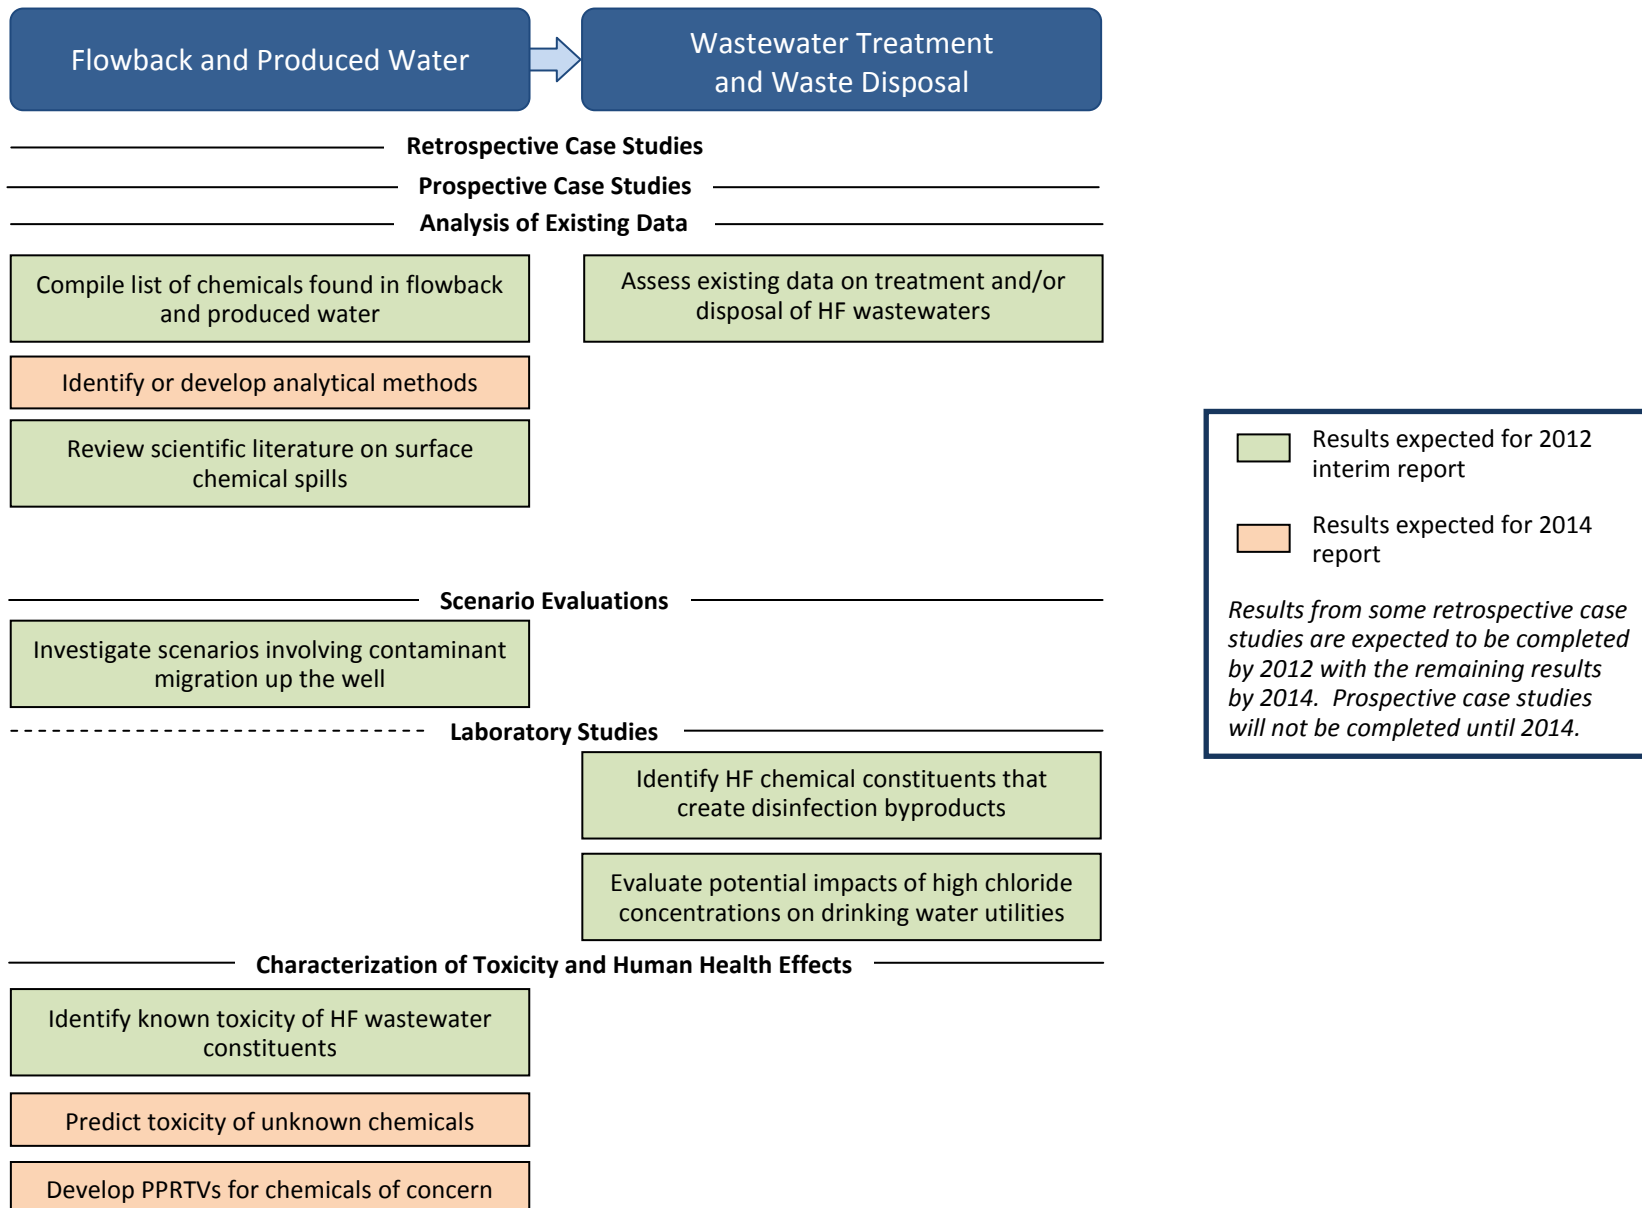 Flowback and Produced Water
Wastewater Treatment
and Waste Disposal
Retrospective Case Studies
Prospective Case Studies
Analysis of Existing Data
Compile list of chemicals found in flowback
and produced water
Assess existing data on treatment and/or
disposal of HF wastewaters
Identify or develop analytical methods
Review scientific literature on surface
chemical spills
Scenario Evaluations
Investigate scenarios involving contaminant
migration up the well
Laboratory Studies
Identify HF chemical constituents that
create disinfection byproducts
Evaluate potential impacts of high chloride
concentrations on drinking water utilities
Characterization of Toxicity and Human Health Effects
Identify known toxicity of HF wastewater
constituents
Predict toxicity of unknown chemicals
Develop PPRTVs for chemicals of concern
Results expected for 2012
interim report
Results expected for 2014
report
Results from some retrospective case
studies are expected to be completed
by 2012 with the remaining results
by 2014.  Prospective case studies
will not be completed until 2014.